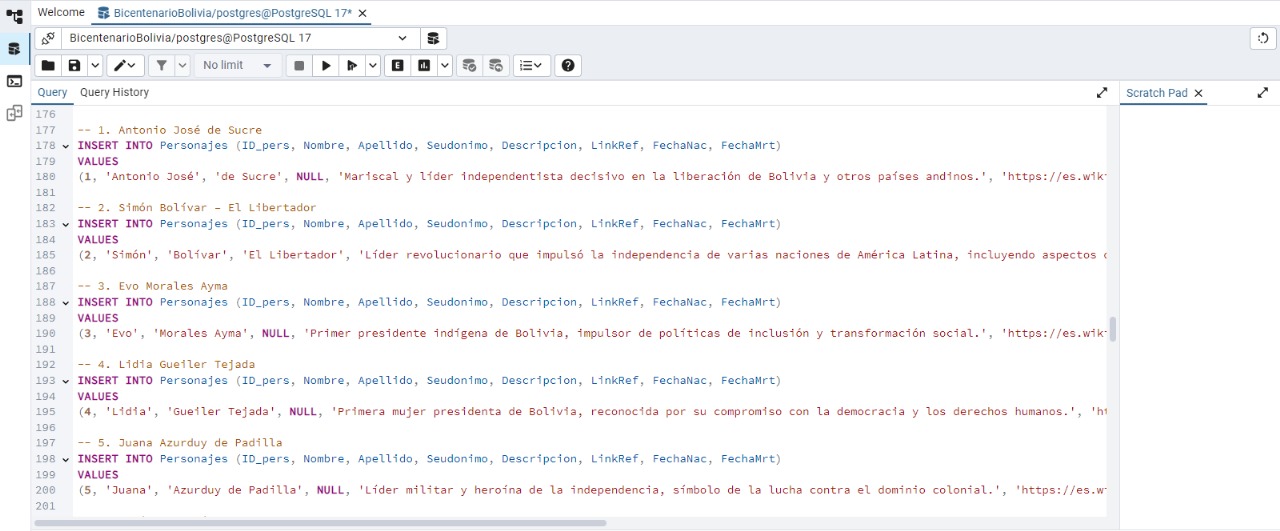 Welcome
BicentenarioBolivia/postgres@PostgreSQL 17*
BicentenarioBolivia/postgres@PostgreSQL 17
No limit
E
Query
Query History
Scratch Pad
176
177 -- 1. Antonio José de Sucre
178 INSERT INTO Personajes (ID_pers, Nombre, Apellido, Seudonimo, Descripcion, LinkRef, FechaNac, FechaMrt)
179 VALUES
180 (1, 'Antonio José', 'de Sucre', NULL, 'Mariscal y líder independentista decisivo en la liberación de Bolivia y otros países andinos.', 'https://es.wik
181
182 -- 2. Simón Bolívar – El Libertador
183 INSERT INTO Personajes (ID_pers, Nombre, Apellido, Seudonimo, Descripcion, LinkRef, FechaNac, FechaMrt)
184 VALUES
185 (2, 'Simón', 'Bolívar', 'El Libertador', 'Líder revolucionario que impulsó la independencia de varias naciones de América Latina, incluyendo aspectos
186
187 -- 3. Evo Morales Ayma
188 INSERT INTO Personajes (ID_pers, Nombre, Apellido, Seudonimo, Descripcion, LinkRef, FechaNac, FechaMrt)
189 VALUES
190 (3, 'Evo', 'Morales Ayma', NULL, 'Primer presidente indígena de Bolivia, impulsor de políticas de inclusión y transformación social.', 'https://es.wik
191
192 -- 4. Lidia Gueiler Tejada
193 INSERT INTO Personajes (ID_pers, Nombre, Apellido, Seudonimo, Descripcion, LinkRef, FechaNac, FechaMrt)
194 VALUES
195 (4, 'Lidia', 'Gueiler Tejada', NULL, 'Primera mujer presidenta de Bolivia, reconocida por su compromiso con la democracia y los derechos humanos.', 'h
196
197 -- 5. Juana Azurduy de Padilla
198 INSERT INTO Personajes (ID_pers, Nombre, Apellido, Seudonimo, Descripcion, LinkRef, FechaNac, FechaMrt)
199 VALUES
200 (5, 'Juana', 'Azurduy de Padilla', NULL, 'Líder militar y heroína de la independencia, símbolo de la lucha contra el dominio colonial.', 'https://es.w
201